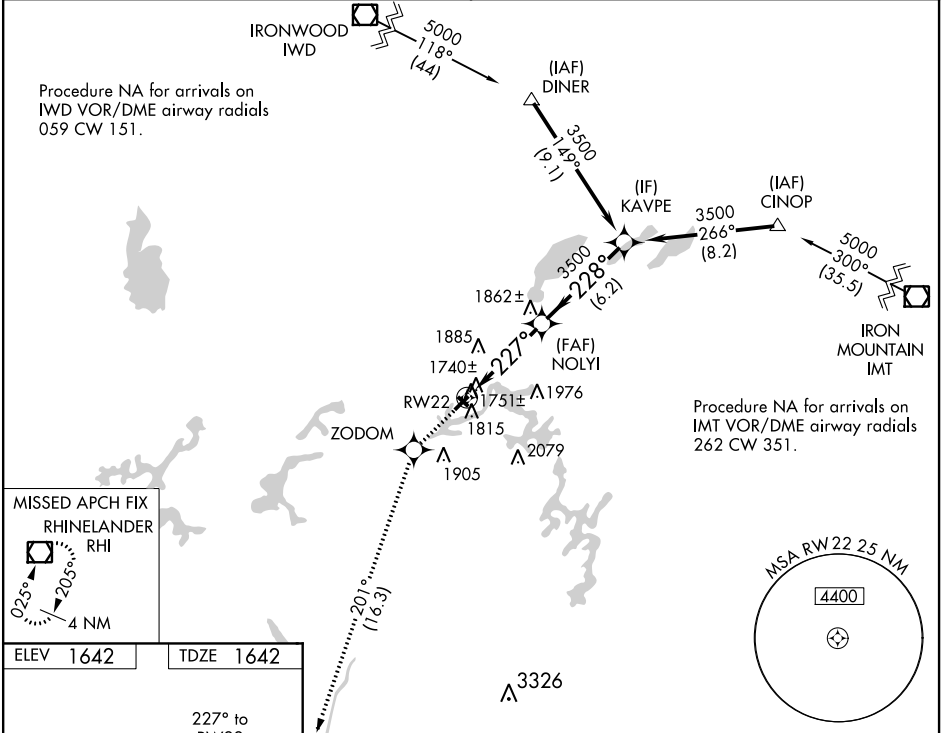 IRONWOOD
IWD
5000
118°
(44)
Procedure NA for arrivals on
IWD VOR/DME airway radials
059 CW 151.
(IAF)
DINER
3500
149°
(9.1)
(IF)
KAVPE
(IAF)
CINOP
3500
266°
(8.2)
5000
300°
(35.5)
IRON
MOUNTAIN
IMT
3500
228°
(6.2)
1862±
(FAF)
NOLYI
227°
1885
1740±
RW22
1751±
1976
1815
ZODOM
1905
2079
Procedure NA for arrivals on
IMT VOR/DME airway radials
262 CW 351.
MISSED APCH FIX
RHINELANDER
RHI
025°
205°
4 NM
201°
(16.3)
MSA RW22 25 NM
4400
ELEV 1642
TDZE 1642
3326
227° to